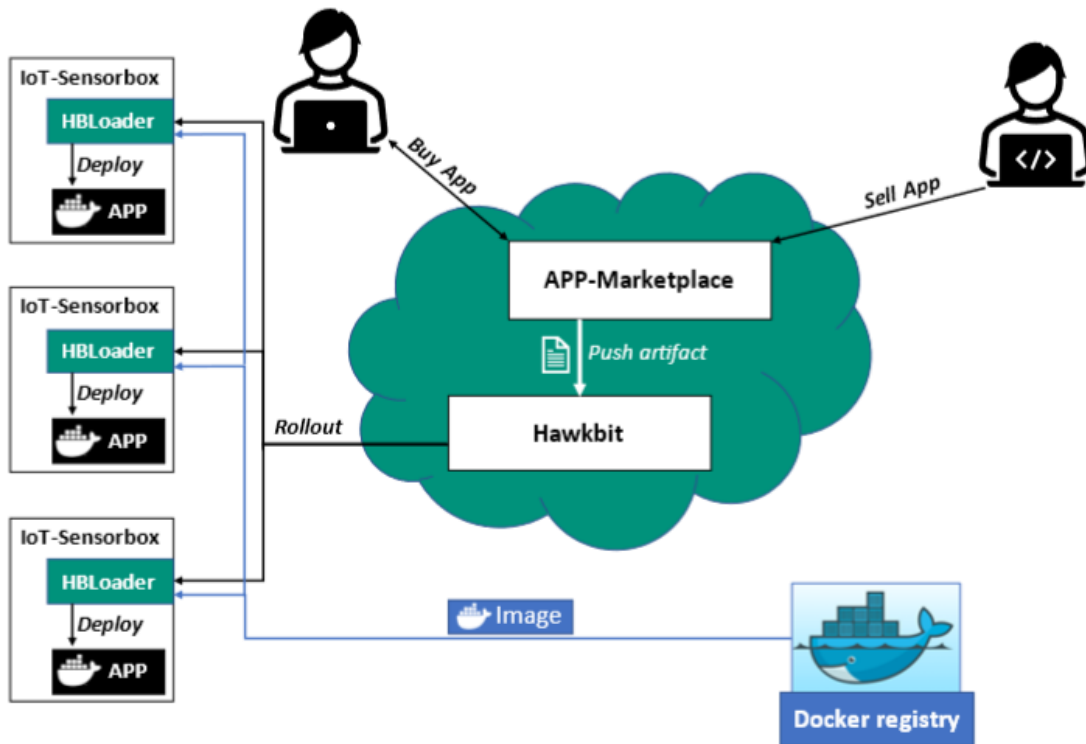 IoT-Sensorbox
HBLoader
Deploy
APP
IoT-Sensorbox
HBLoader
Deploy
APP
IoT-Sensorbox
HBLoader
Deploy
APP
Buy App
Sell App
</>
APP-Marketplace
Push artifact
Hawkbit
Rollout
Image
Docker registry